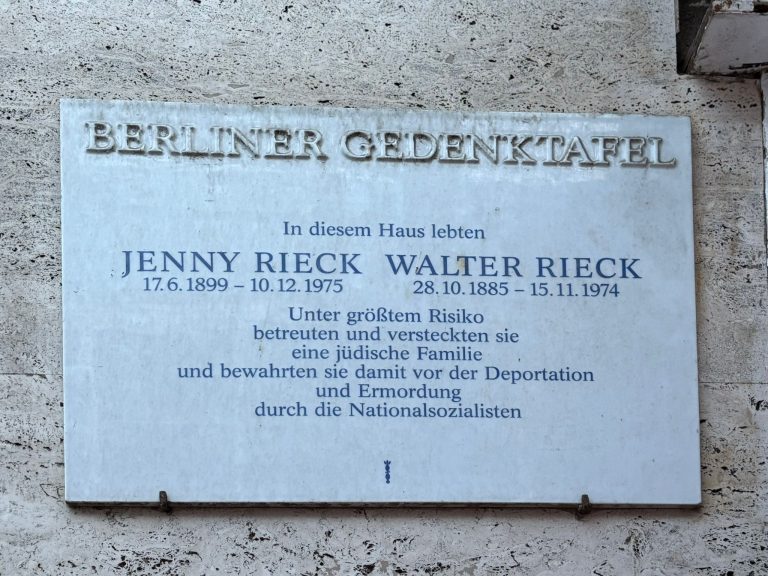 BERLINER GEDENKTAFEL
In diesem Haus lebten
JENNY RIECK WALTER RIECK
17.6.1899 – 10.12.1975 28.10.1885 – 15.11.1974
Unter größtem Risiko
betreuten und versteckten sie
eine jüdische Familie
und bewahrten sie damit vor der Deportation
und Ermordung
durch die Nationalsozialisten